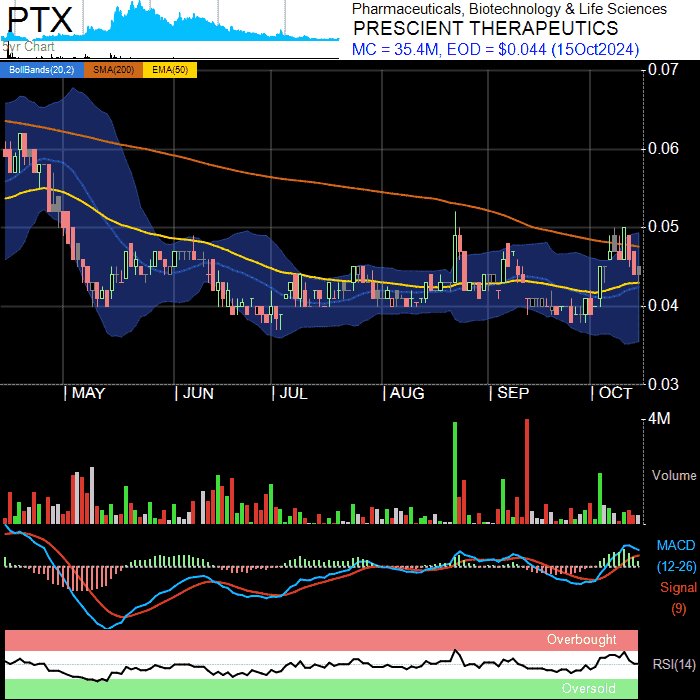 PTX
5yr Chart
Pharmaceuticals, Biotechnology & Life Sciences
PRESCIENT THERAPEUTICS
MC = 35.4M, EOD = $0.044 (15Oct2024)
BollBands(20,2) SMA(200) EMA(50)
0.07
0.06
0.05
0.04
0.03
MAY JUN JUL AUG SEP OCT
4M
Volume
MACD
(12-26)
Signal
(9)
Overbought
RSI(14)
Oversold